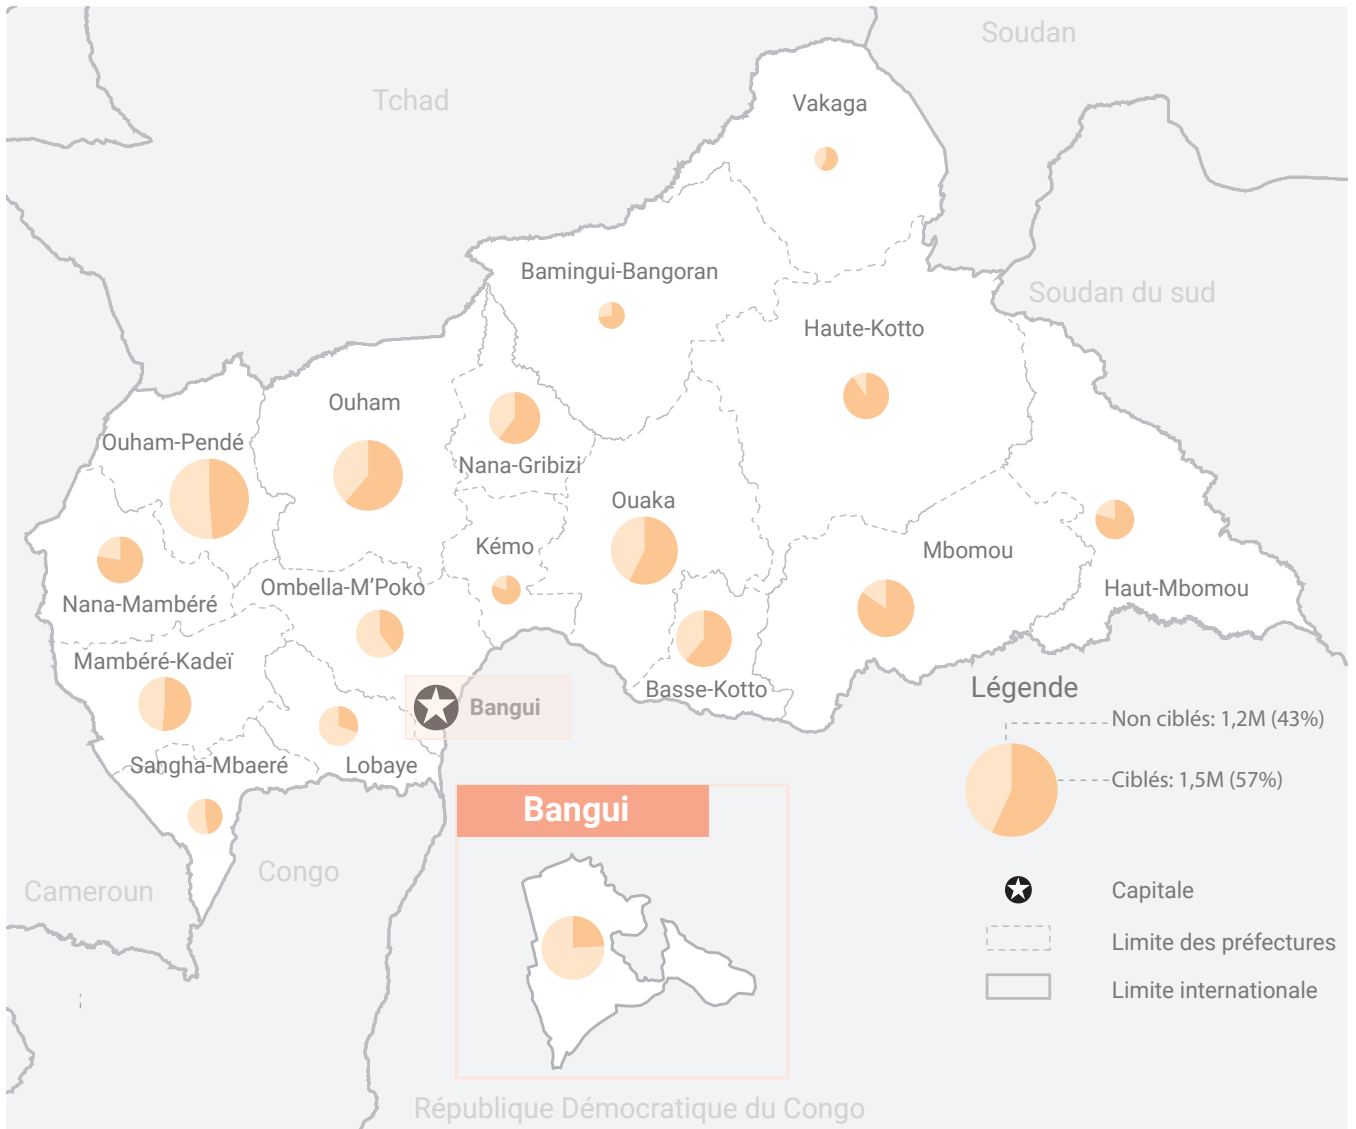 Soudan
Tchad
Vakaga
Bamingui-Bangoran
Soudan du sud
Haute-Kotto
Ouham
Ouham-Pendé
Nana-Gribizi
Ouaka
Kémo
Mbomou
Ombella-M'Poko
Haut-Mbomou
Nana-Mambéré
Mambéré-Kadeï
Basse-Kotto
Bangui
Sangha-Mbaeré
Lobaye
Légende
Non ciblés: 1,2M (43%)
Ciblés: 1,5M (57%)
Bangui
Congo
Cameroun
Capitale
Limite des préfectures
Limite internationale
République Démocratique du Congo